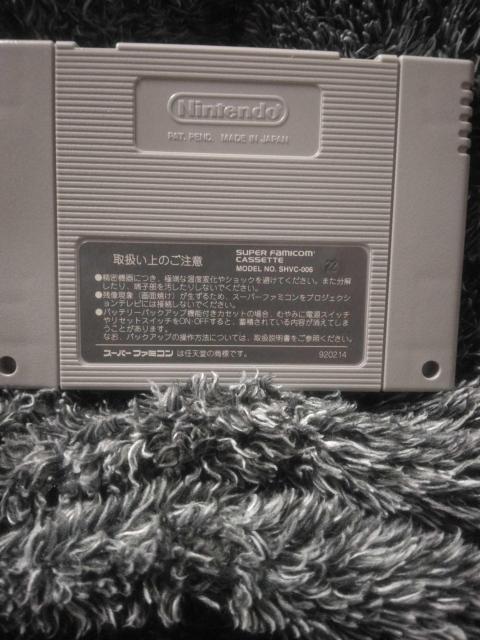 Nintendo
PAT. PEND. MADE IN JAPAN
取扱い上のご注意
SUPER FAMICOM
CASSETTE
MODEL NO. SHVC-006
●精密機器につき、極端な温度変化やショックを避けてください。また分解
したり、端子部を汚したりしないでください。
●残像現象（画面焼け）が生ずるため、スーパーファミコンをプロジェクシ
ョンテレビには接続しないでください。
●バッテリーバックアップ機能付きカセットの場合、むやみに電源スイッチ
やリセットスイッチをON・OFFすると、蓄積されている内容が消えてしま
うことがあります。
なお、バックアップの操作方法については、取扱説明書をご参照ください。
スーパーファミコン は任天堂の商標です。
920214